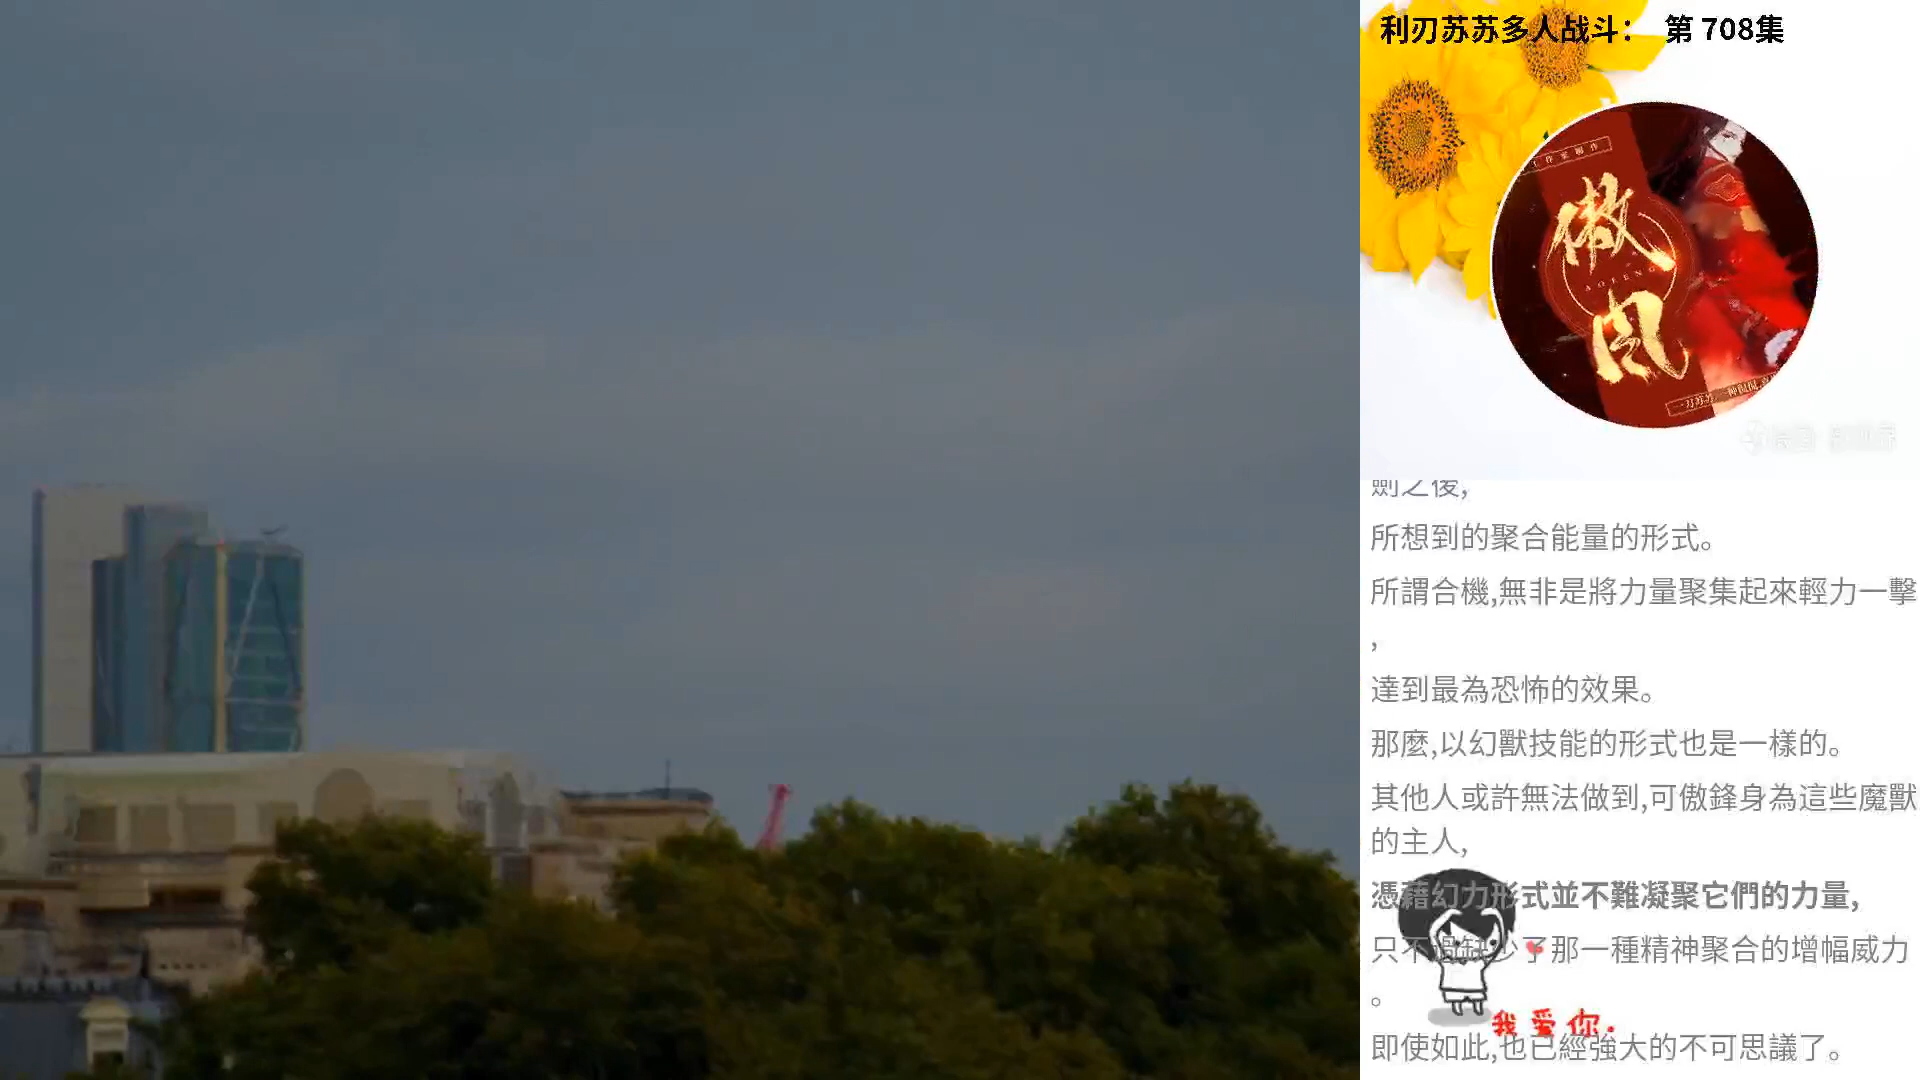 利刃苏苏多人战斗： 第 708集
傲
AOFENG
凤
劍之後,
所想到的聚合能量的形式。
所謂合機,無非是將力量聚集起來輕力一擊
,
達到最為恐怖的效果。
那麼,以幻獸技能的形式也是一樣的。
其他人或許無法做到,可傲鋒身為這些魔獸
的主人,
憑藉幻力形式並不難凝聚它們的力量,
只不過缺少了那一種精神聚合的增幅威力
。
我爱你.
即使如此,也已經強大的不可思議了。